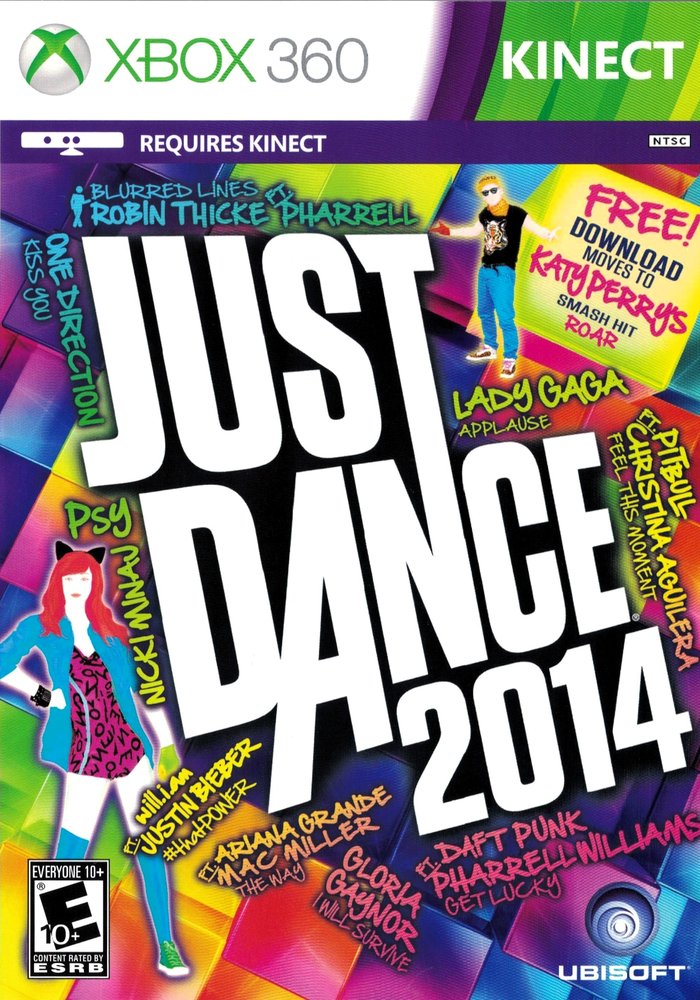 XBOX 360
KINECT
REQUIRES KINECT
NTSC
BLURRED LINES
ROBIN THICKE FT. PHARRELL
ONE DIRECTION
KISS YOU
FREE!
DOWNLOAD
MOVES TO
KATY PERRY'S
SMASH HIT
ROAR
JUST
DANCE
2014
®
LADY GAGA
APPLAUSE
FT. PITBULL
CHRISTINA AGUILERA
FEEL THIS MOMENT
PSY
NICKI MINAJ
will.i.am
FT. JUSTIN BIEBER
#thatPOWER
ARIANA GRANDE
FT. MAC MILLER
THE WAY
GLORIA
GAYNOR
I WILL SURVIVE
DAFT PUNK
FT. PHARRELL WILLIAMS
GET LUCKY
EVERYONE 10+
®
E
10+
CONTENT RATED BY
ESRB
UBISOFT